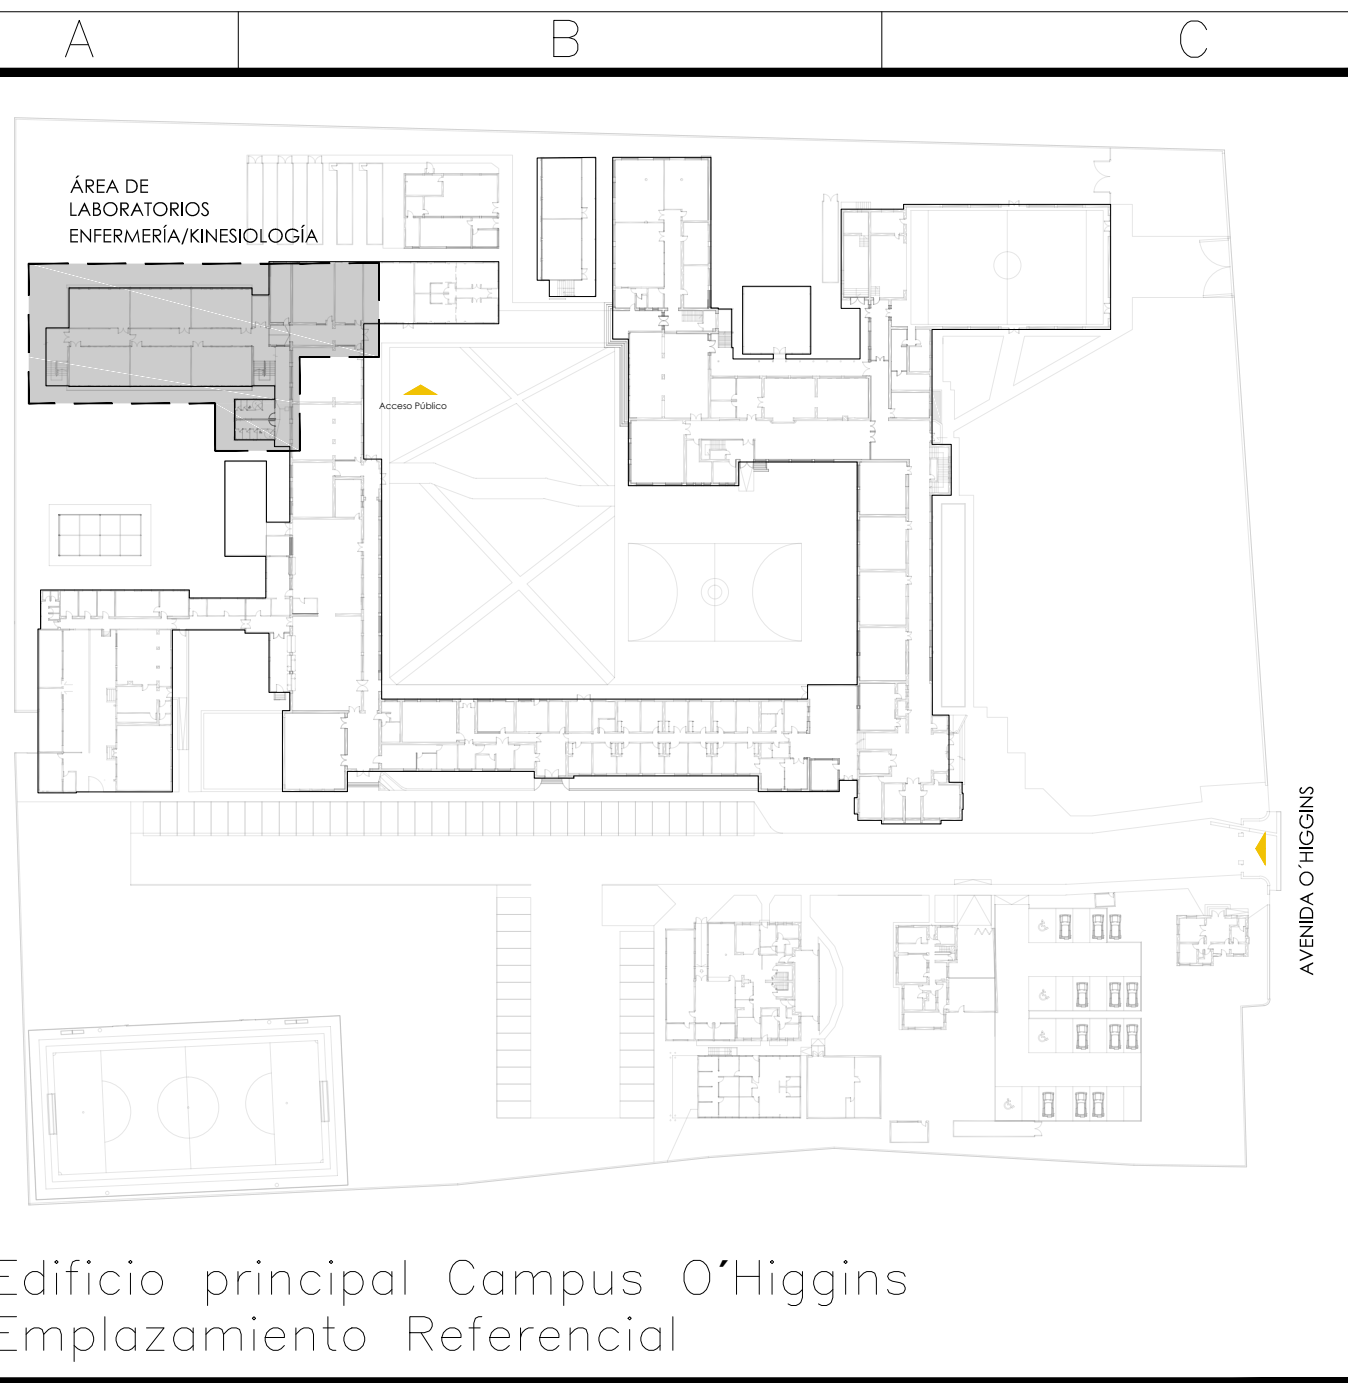 A B C
ÁREA DE
LABORATORIOS
ENFERMERÍA/KINESIOLOGÍA
Acceso Público
AVENIDA O´HIGGINS
Edificio principal Campus O´Higgins
Emplazamiento Referencial